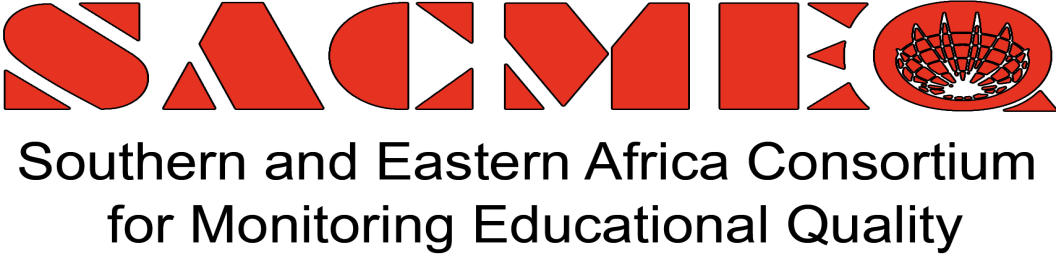 SACMEQ
Southern and Eastern Africa Consortium
for Monitoring Educational Quality